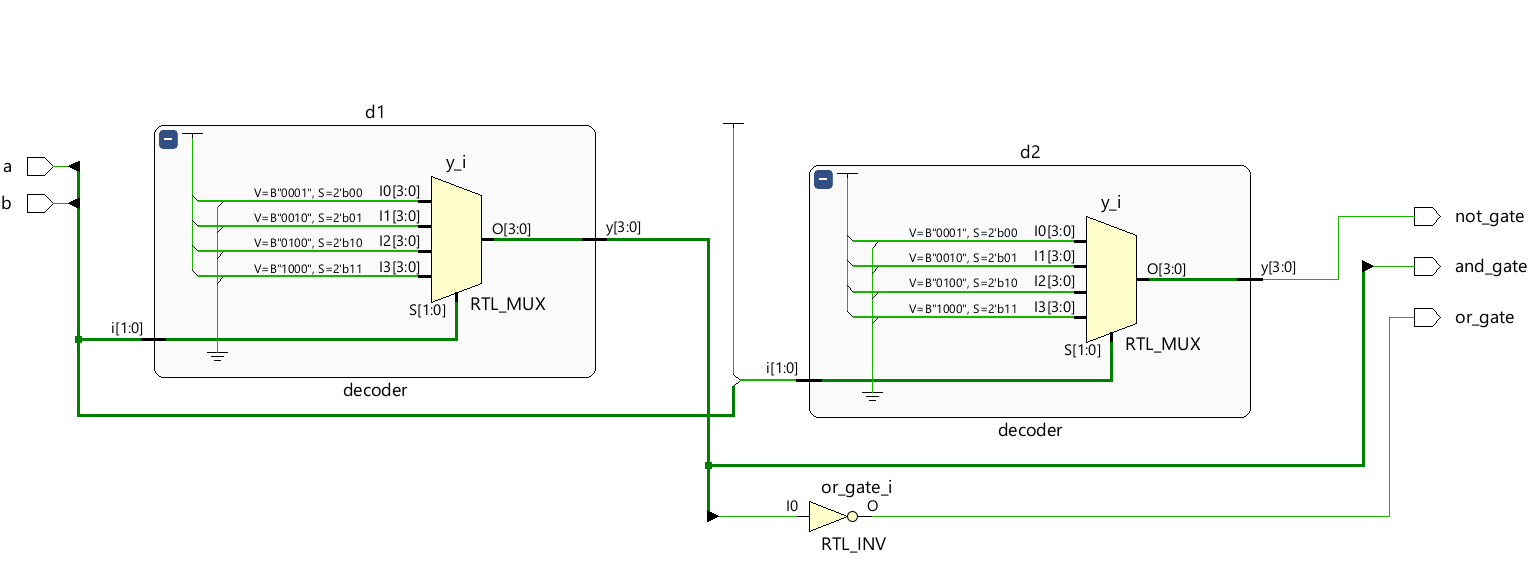 a
b
d1
y_i
V=B"0001", S=2'b00 I0[3:0]
V=B"0010", S=2'b01 I1[3:0]
V=B"0100", S=2'b10 I2[3:0]
V=B"1000", S=2'b11 I3[3:0]
O[3:0]
y[3:0]
S[1:0]
RTL_MUX
i[1:0]
decoder
d2
y_i
V=B"0001", S=2'b00 I0[3:0]
V=B"0010", S=2'b01 I1[3:0]
V=B"0100", S=2'b10 I2[3:0]
V=B"1000", S=2'b11 I3[3:0]
O[3:0]
y[3:0]
S[1:0]
RTL_MUX
i[1:0]
decoder
or_gate_i
I0
O
RTL_INV
not_gate
and_gate
or_gate